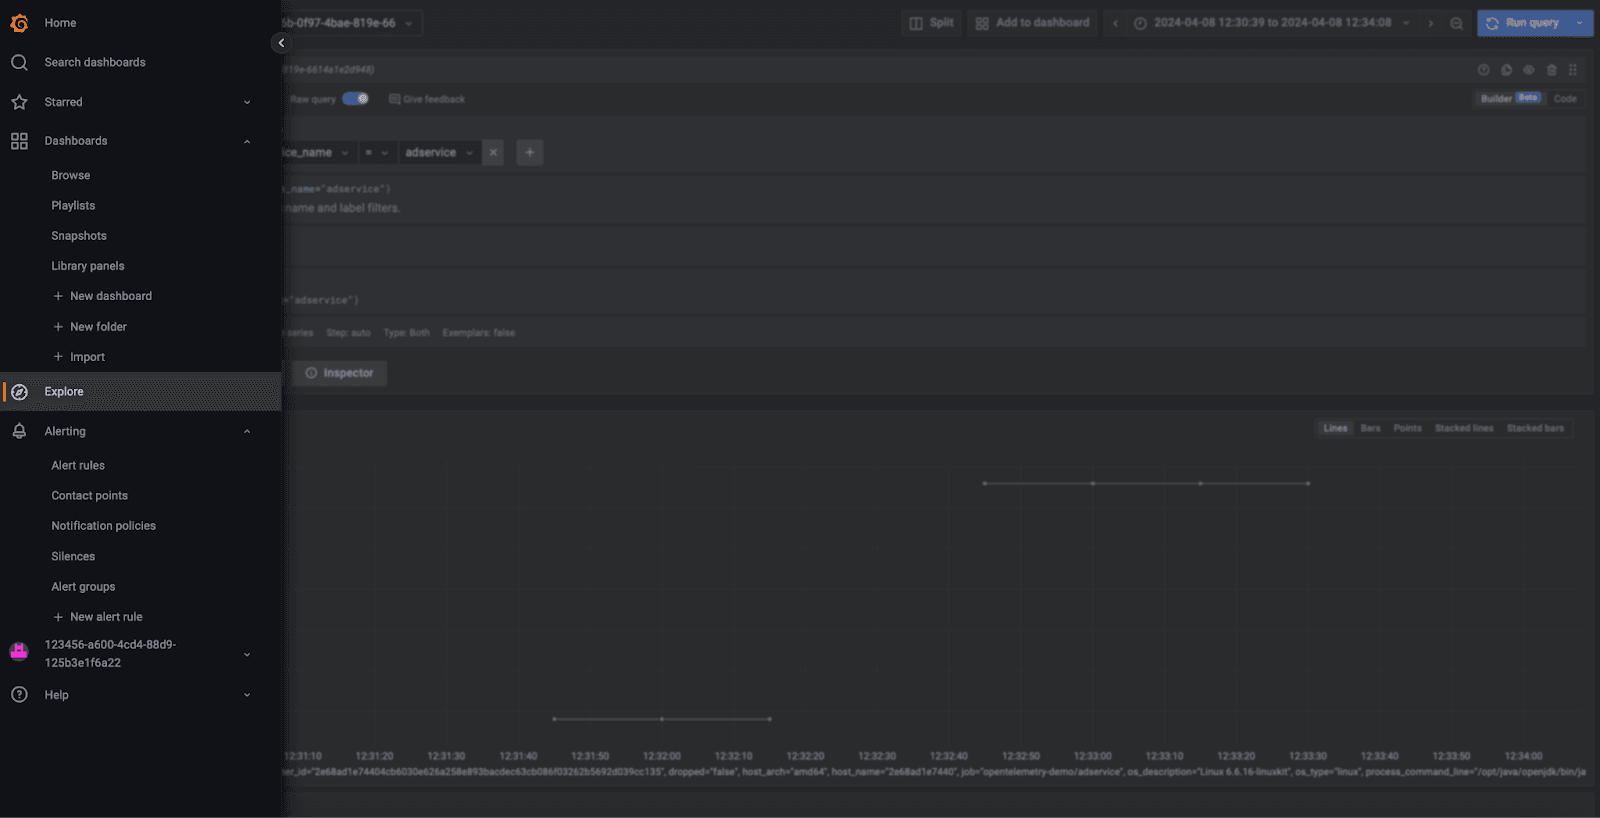 Home
Search dashboards
Starred
Dashboards
Browse
Playlists
Snapshots
Library panels
+ New dashboard
+ New folder
+ Import
Explore
Alerting
Alert rules
Contact points
Notification policies
Silences
Alert groups
+ New alert rule
123456-a600-4cd4-88d9-
125b3e1f6a22
Help
6b-0f97-4bae-819e-66
Split
Add to dashboard
2024-04-08 12:30:39 to 2024-04-08 12:34:08
Run query
819e-6614a1e2d948)
Raw query
Give feedback
Builder Beta Code
ice_name = adservice × +
_name="adservice"}
name and label filters.
="adservice"}
series Step: auto Type: Both Exemplars: false
Inspector
Lines Bars Points Stacked lines Stacked bars
12:31:10 12:31:20 12:31:30 12:31:40 12:31:50 12:32:00 12:32:10 12:32:20 12:32:30 12:32:40 12:32:50 12:33:00 12:33:10 12:33:20 12:33:30 12:33:40 12:33:50 12:34:00
ner_id="2e68ad1e74404cb6030e626a258e893bacdec63cb086f03262b5692d039cc135", dropped="false", host_arch="amd64", host_name="2e68ad1e7440", job="opentelemetry-demo/adservice", os_description="Linux 6.6.16-linuxkit", os_type="linux", process_command_line="/opt/java/openjdk/bin/ja